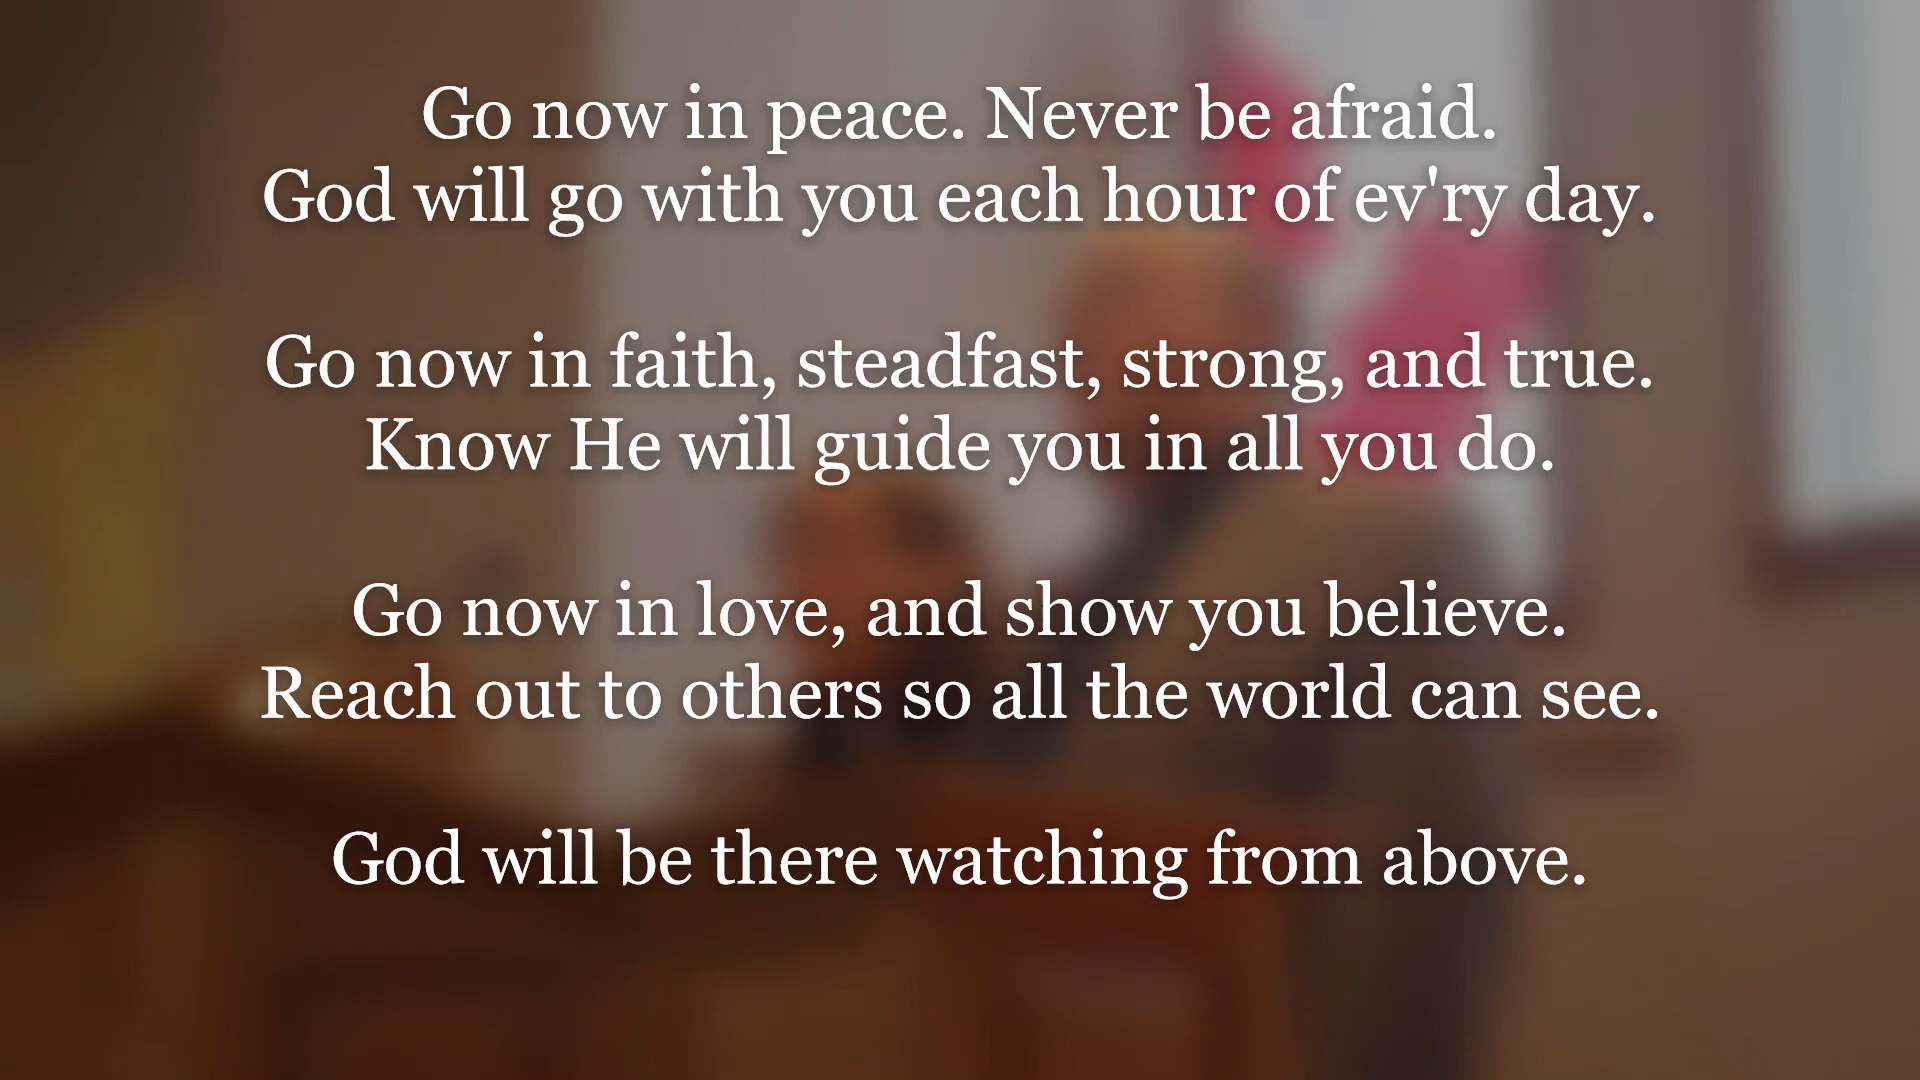 Go now in peace. Never be afraid.
God will go with you each hour of ev'ry day.
Go now in faith, steadfast, strong, and true.
Know He will guide you in all you do.
Go now in love, and show you believe.
Reach out to others so all the world can see.
God will be there watching from above.